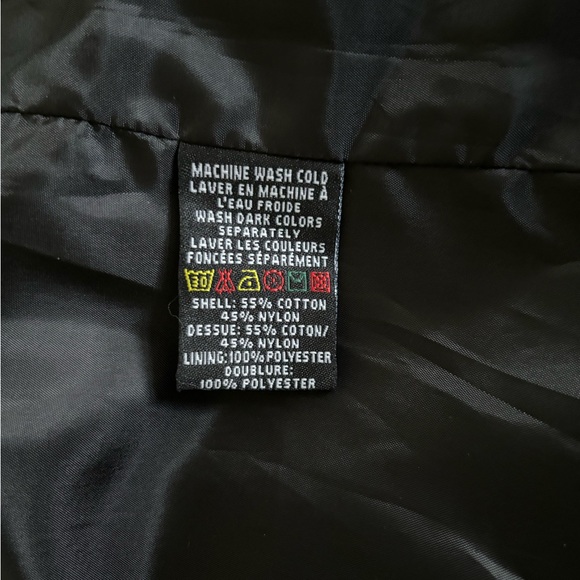 MACHINE WASH COLD
LAVER EN MACHINE À
L'EAU FROIDE
WASH DARK COLORS
SEPARATELY
LAVER LES COULEURS
FONCÉES SÉPARÉMENT
30
SHELL: 55% COTTON
45% NYLON
DESSUE: 55% COTON/
45% NYLON
LINING: 100% POLYESTER
DOUBLURE:
100% POLYESTER